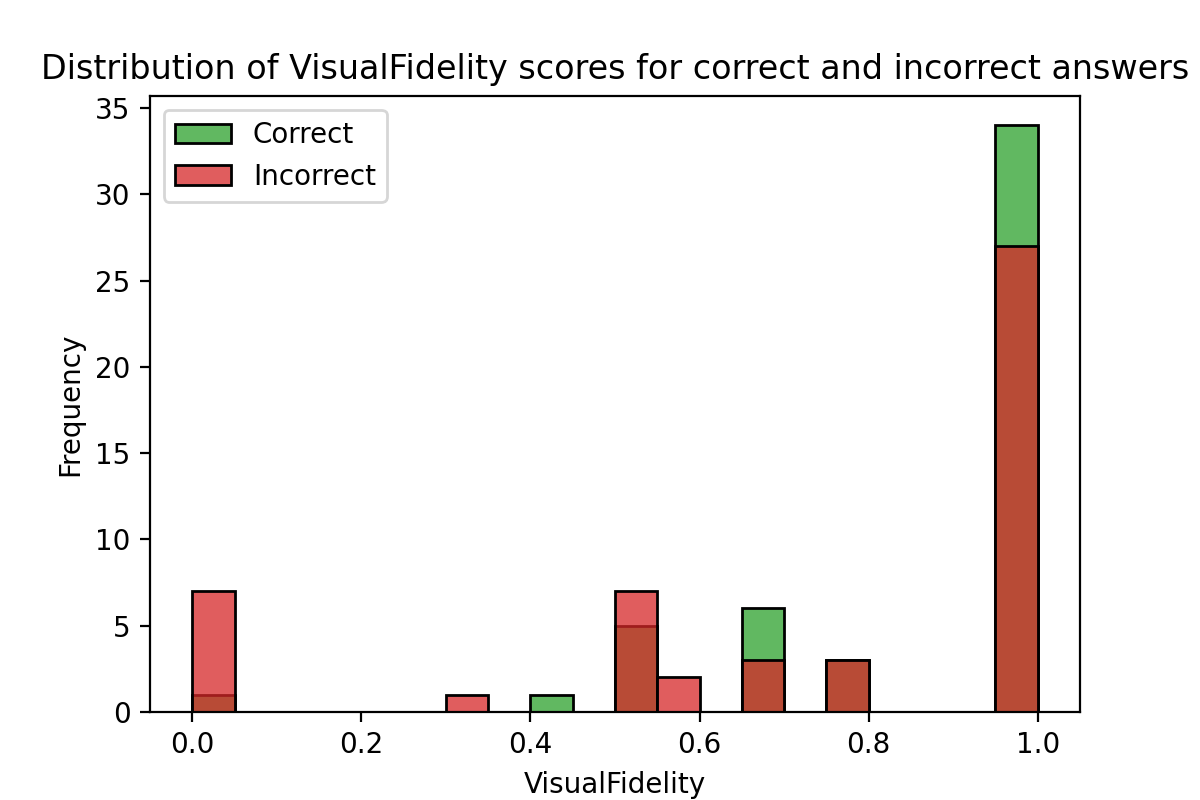 Distribution of VisualFidelity scores for correct and incorrect answers
Correct
Incorrect
35
30
25
20
15
10
5
0
Frequency
0.0 0.2 0.4 0.6 0.8 1.0
VisualFidelity